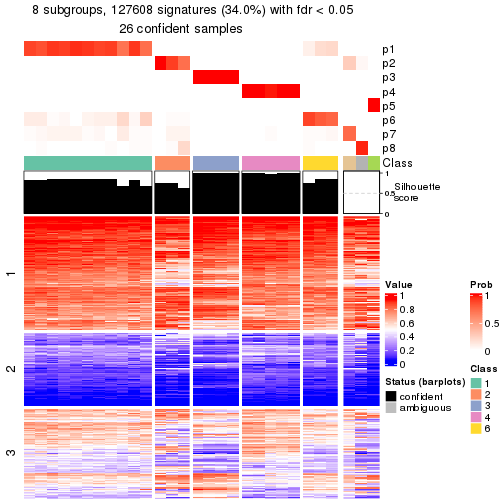 8 subgroups, 127608 signatures (34.0%) with fdr < 0.05
26 confident samples
p1
p2
p3
p4
p5
p6
p7
p8
Class
1
0.5
0
Silhouette
score
1
2
3
Value
1
0.8
0.6
0.4
0.2
0
Status (barplots)
confident
ambiguous
Prob
1
0.5
0
Class
1
2
3
4
6